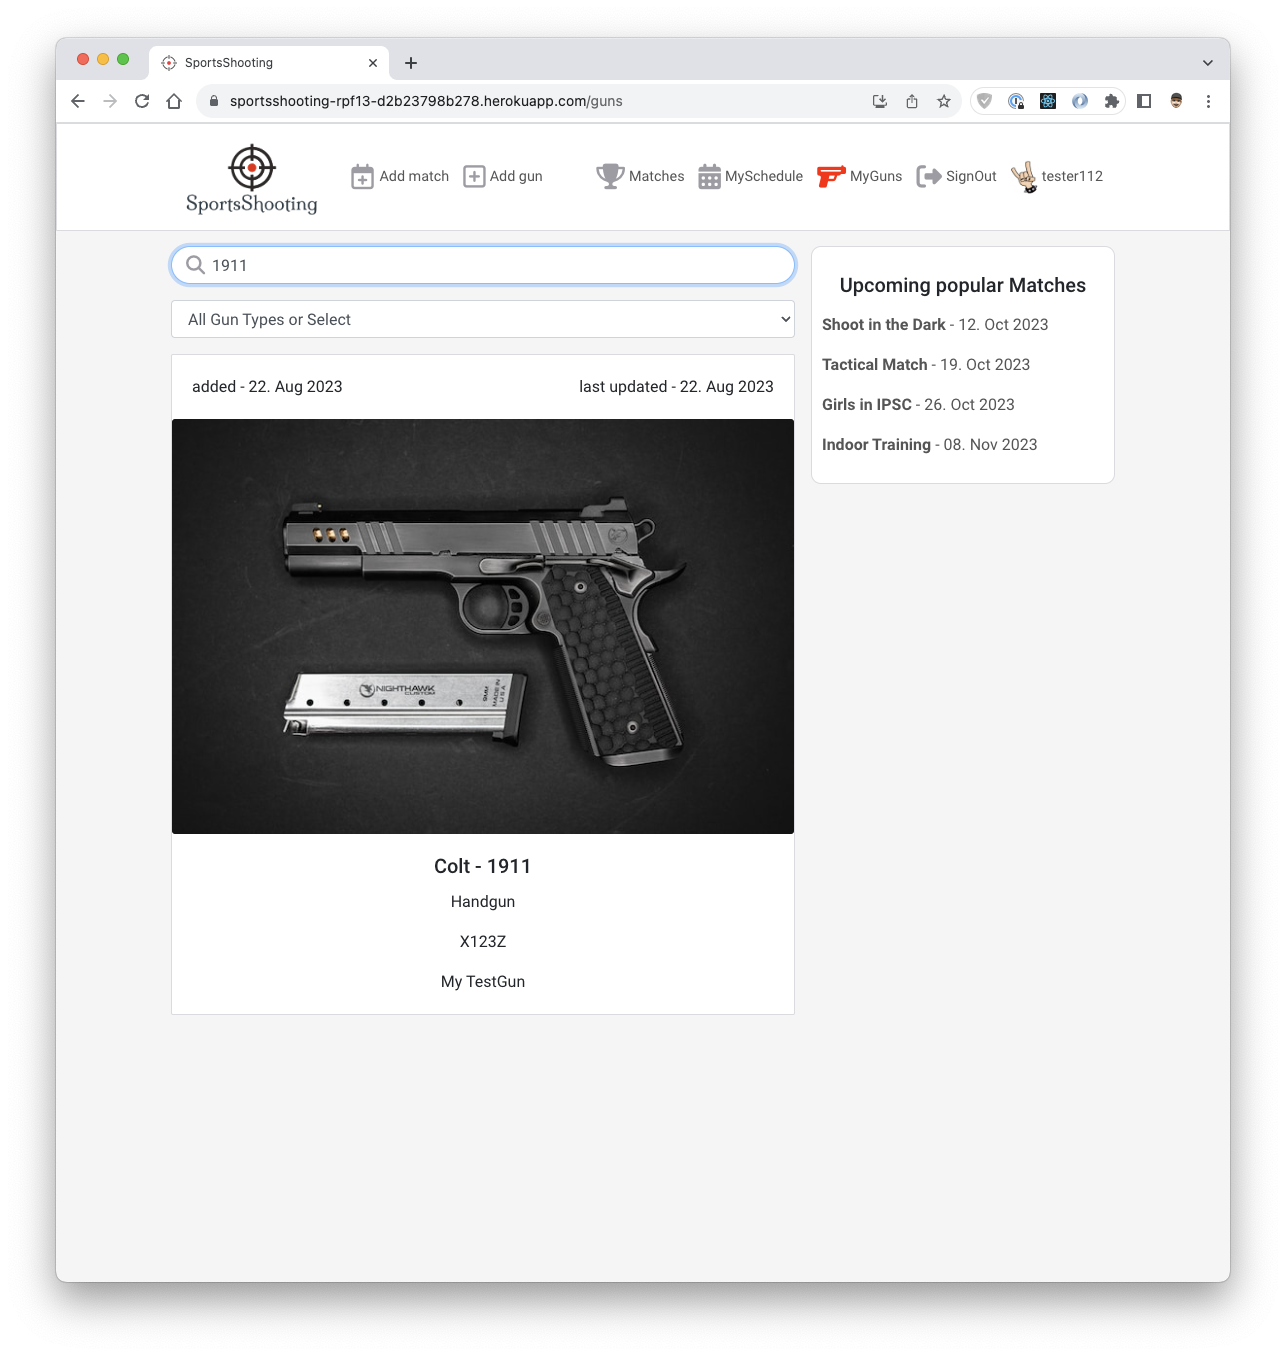 SportsShooting
sportsshooting-rpf13-d2b23798b278.herokuapp.com/guns
SportsShooting
Add match
Add gun
Matches
MySchedule
MyGuns
SignOut
tester112
1911
All Gun Types or Select
added - 22. Aug 2023
last updated - 22. Aug 2023
NIGHTHAWK
CUSTOM
9MM
MADE IN
USA
Colt - 1911
Handgun
X123Z
My TestGun
Upcoming popular Matches
Shoot in the Dark - 12. Oct 2023
Tactical Match - 19. Oct 2023
Girls in IPSC - 26. Oct 2023
Indoor Training - 08. Nov 2023